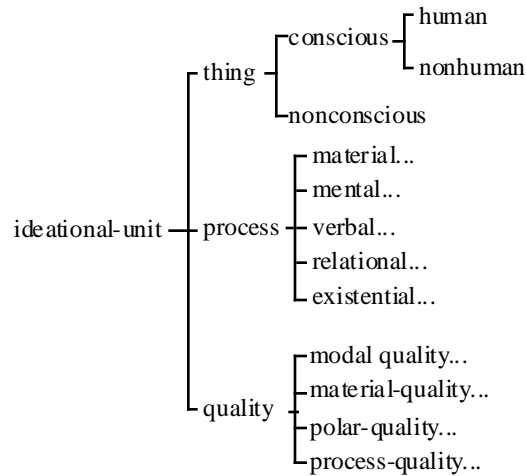 human
conscious
nonhuman
thing
nonconscious
material...
mental...
ideational-unit
process
verbal...
relational...
existential...
modal quality...
material-quality...
quality
polar-quality...
process-quality...